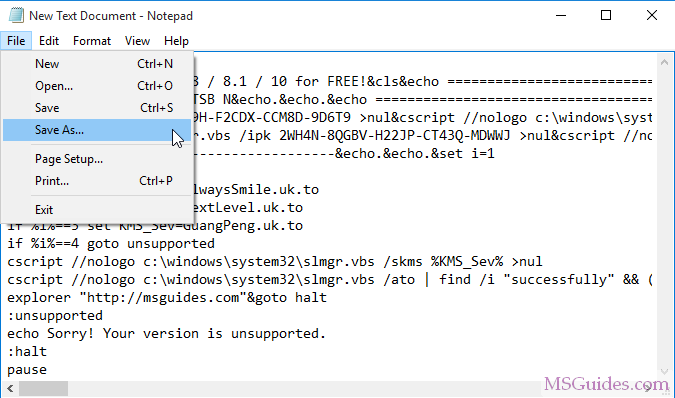 New Text Document - Notepad
File Edit Format View Help
New Ctrl+N
Open... Ctrl+O
Save Ctrl+S
Save As...
Page Setup...
Print... Ctrl+P
Exit
/ 8.1 / 10 for FREE!&cls&echo ============================
TSB N&echo.&echo.&echo =====================================
9H-F2CDX-CCM8D-9D6T9 >nul&cscript //nologo c:\windows\syst
gr.vbs /ipk 2WH4N-8QGBV-H22JP-CT43Q-MDWWJ >nul&cscript //no
------------------&echo.&echo.&set i=1
lwaysSmile.uk.to
extLevel.uk.to
if %i%==3 set KMS_Sev=GuangPeng.uk.to
if %i%==4 goto unsupported
cscript //nologo c:\windows\system32\slmgr.vbs /skms %KMS_Sev% >nul
cscript //nologo c:\windows\system32\slmgr.vbs /ato | find /i "successfully" && (
explorer "http://msguides.com"&goto halt
:unsupported
echo Sorry! Your version is unsupported.
:halt
pause
MSGuides.com